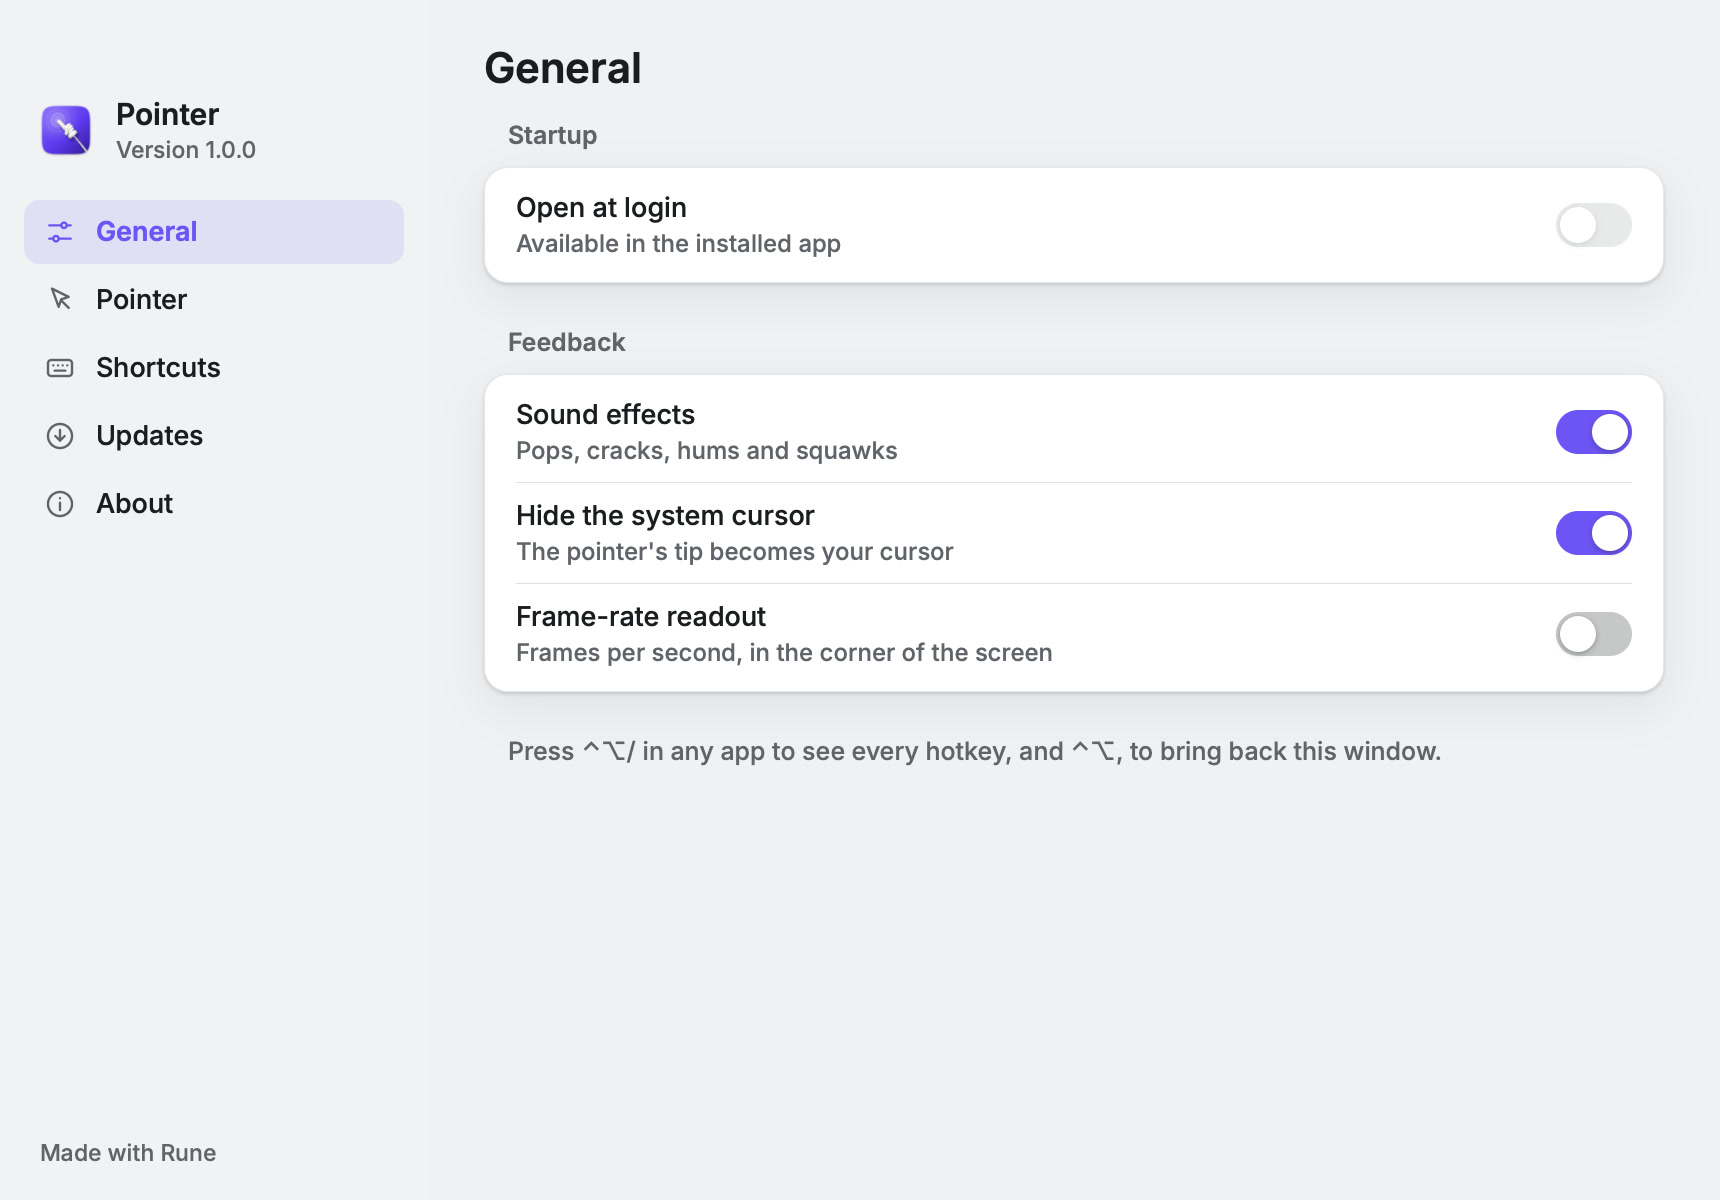 Pointer
Version 1.0.0
General
Pointer
Shortcuts
Updates
About
Made with Rune
General
Startup
Open at login
Available in the installed app
Feedback
Sound effects
Pops, cracks, hums and squawks
Hide the system cursor
The pointer's tip becomes your cursor
Frame-rate readout
Frames per second, in the corner of the screen
Press ⌃⌥/ in any app to see every hotkey, and ⌃⌥, to bring back this window.